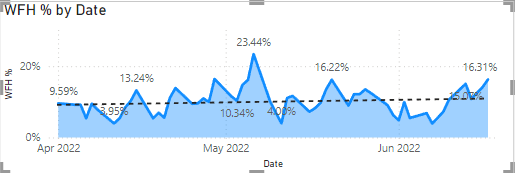 WFH % by Date
WFH %
20%
0%
9.59%
3.95%
13.24%
10.34%
23.44%
4.00%
16.22%
16.31%
Apr 2022
May 2022
Jun 2022
Date